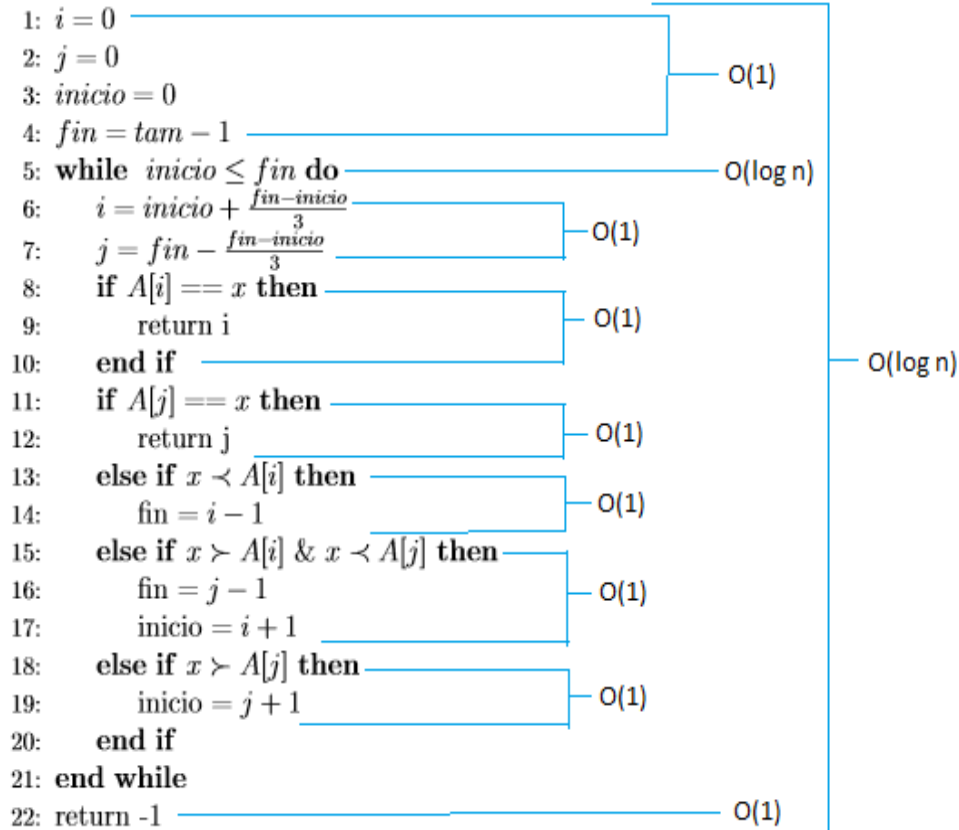 1: i = 0
2: j = 0
O(1)
3: inicio = 0
4: fin = tam − 1
5: while inicio ≤ fin do
O(log n)
6: i = inicio + \frac{fin−inicio}{3}
O(1)
7: j = fin − \frac{fin−inicio}{3}
8: if A[i] == x then
9: return i
O(1)
10: end if
O(log n)
11: if A[j] == x then
12: return j
O(1)
13: else if x ≺ A[i] then
O(1)
14: fin = i − 1
15: else if x ≻ A[i] & x ≺ A[j] then
16: fin = j − 1
O(1)
17: inicio = i + 1
18: else if x ≻ A[j] then
19: inicio = j + 1
O(1)
20: end if
21: end while
22: return -1
O(1)